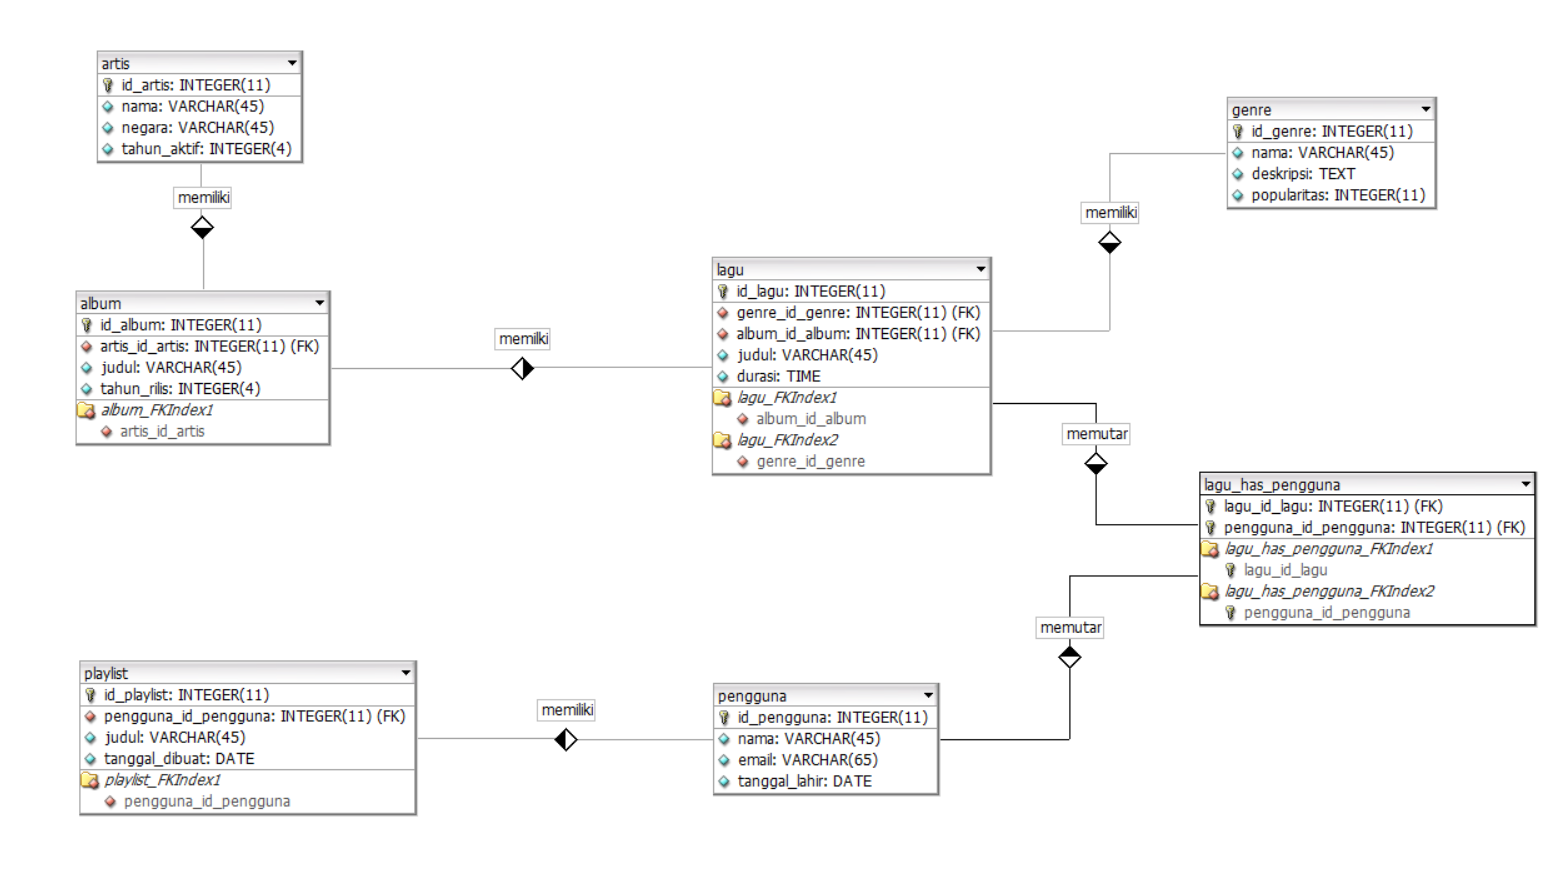 artis
id_artis: INTEGER(11)
nama: VARCHAR(45)
negara: VARCHAR(45)
tahun_aktif: INTEGER(4)
memiliki
album
id_album: INTEGER(11)
artis_id_artis: INTEGER(11) (FK)
judul: VARCHAR(45)
tahun_rilis: INTEGER(4)
album_FKIndex1
artis_id_artis
memilki
lagu
id_lagu: INTEGER(11)
genre_id_genre: INTEGER(11) (FK)
album_id_album: INTEGER(11) (FK)
judul: VARCHAR(45)
durasi: TIME
lagu_FKIndex1
album_id_album
lagu_FKIndex2
genre_id_genre
memiliki
genre
id_genre: INTEGER(11)
nama: VARCHAR(45)
deskripsi: TEXT
popularitas: INTEGER(11)
memutar
lagu_has_pengguna
lagu_id_lagu: INTEGER(11) (FK)
pengguna_id_pengguna: INTEGER(11) (FK)
lagu_has_pengguna_FKIndex1
lagu_id_lagu
lagu_has_pengguna_FKIndex2
pengguna_id_pengguna
memutar
playlist
id_playlist: INTEGER(11)
pengguna_id_pengguna: INTEGER(11) (FK)
judul: VARCHAR(45)
tanggal_dibuat: DATE
playlist_FKIndex1
pengguna_id_pengguna
memiliki
pengguna
id_pengguna: INTEGER(11)
nama: VARCHAR(45)
email: VARCHAR(65)
tanggal_lahir: DATE